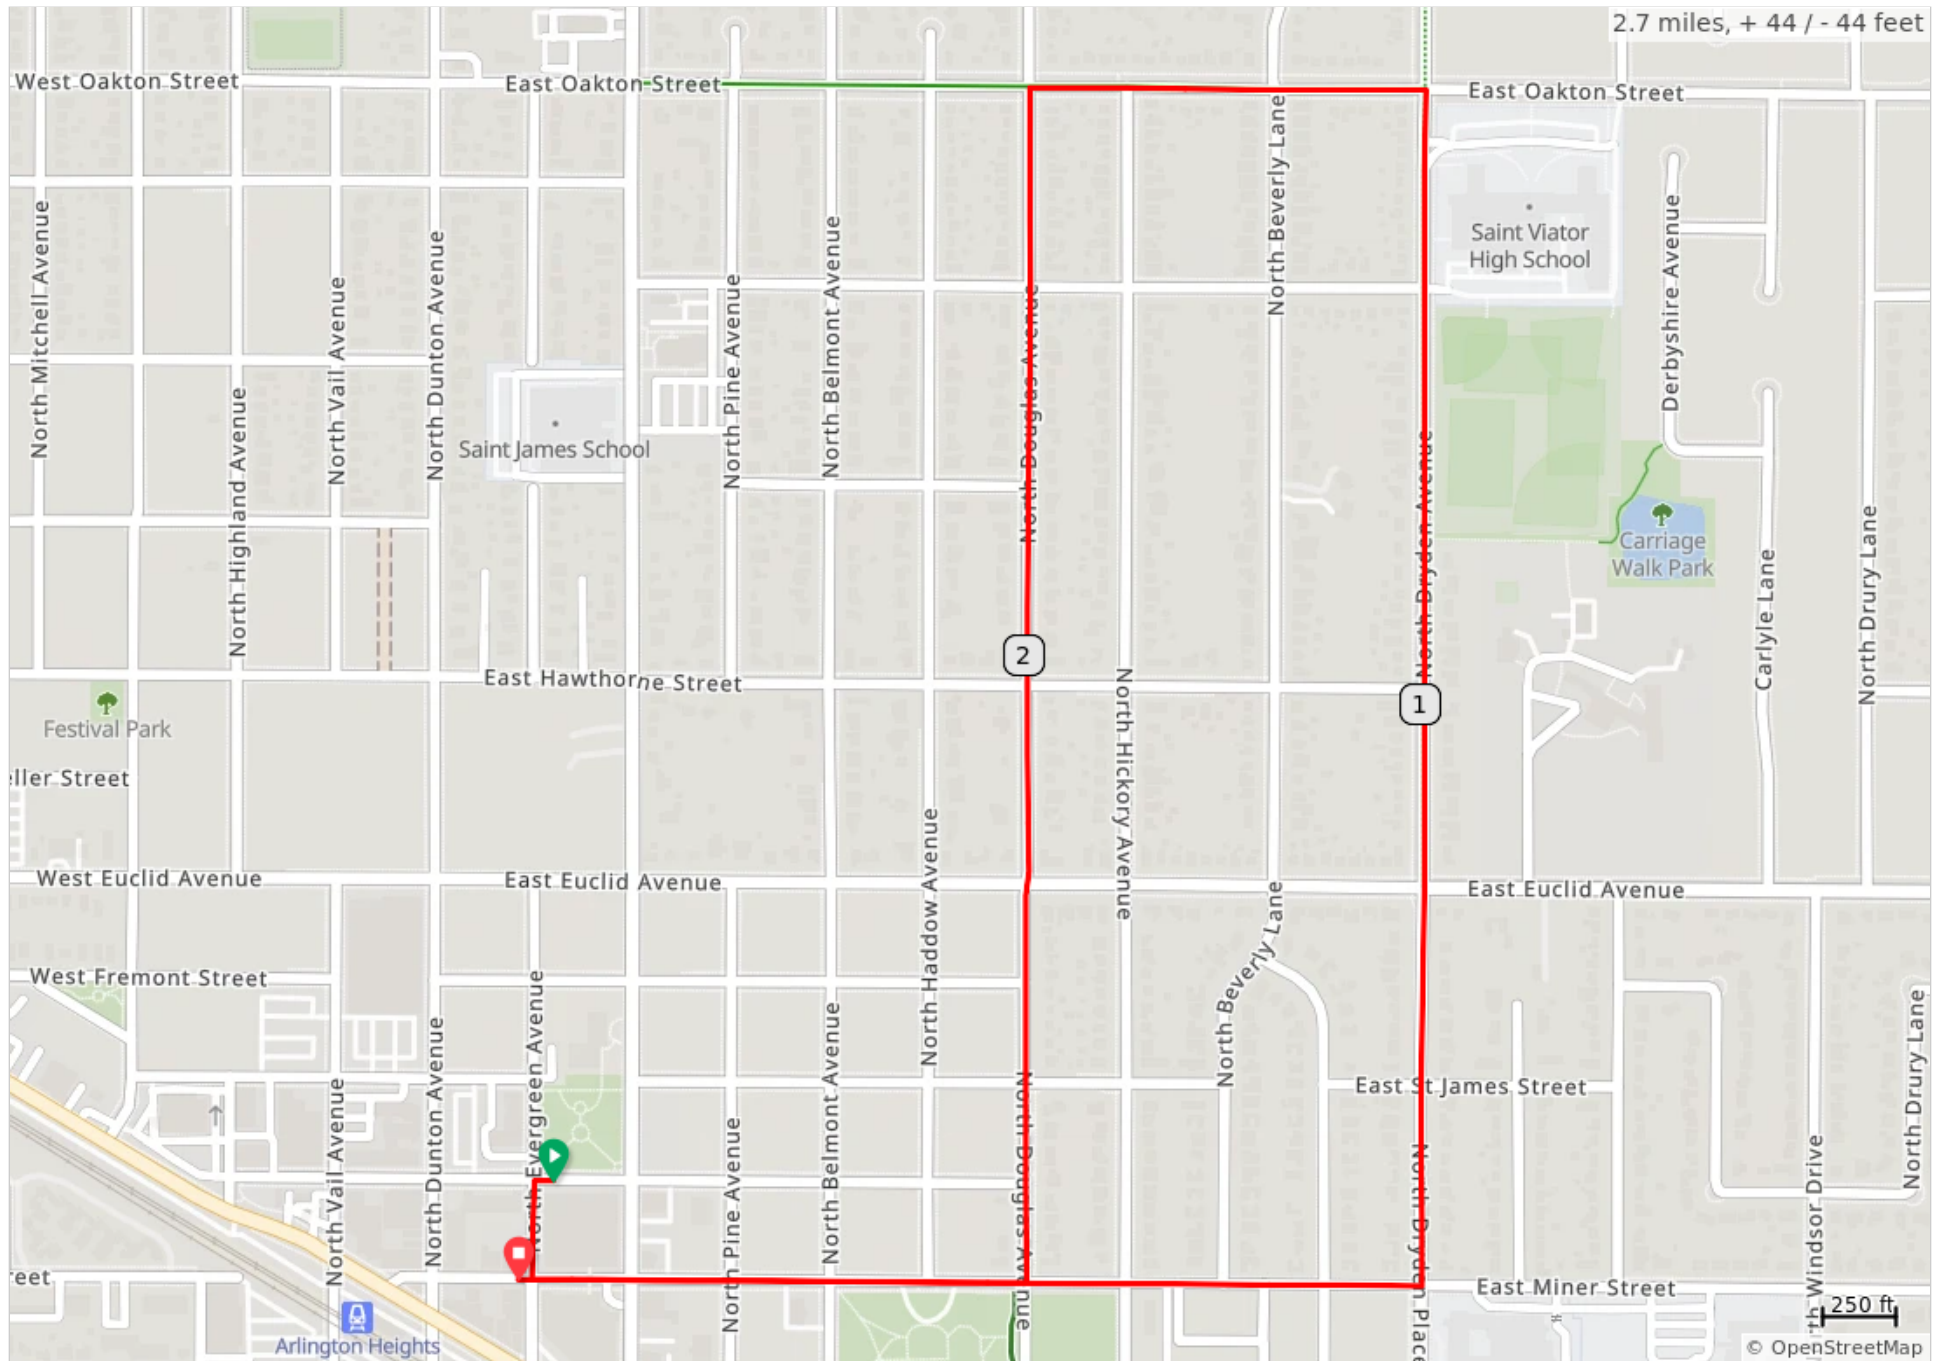 2.7 miles, + 44 / - 44 feet
West Oakton Street
East Oakton Street
East Oakton Street
North Beverly Lane
Saint Viator
High School
North Mitchell Avenue
North Vail Avenue
North Dunton Avenue
North Pine Avenue
North Belmont Avenue
North Douglas Avenue
Derbyshire Avenue
North Highland Avenue
Saint James School
North Dryden Avenue
Carriage
Walk Park
Carlyle Lane
North Drury Lane
2
East Hawthorne Street
1
Festival Park
eller Street
North Hickory Avenue
North Haddow Avenue
West Euclid Avenue
East Euclid Avenue
East Euclid Avenue
North Beverly Lane
West Fremont Street
North Evergreen Avenue
North Vail Avenue
North Dunton Avenue
North Pine Avenue
North Belmont Avenue
North Douglas Avenue
East St James Street
North Dryden Place
North Windsor Drive
North Drury Lane
reet
East Miner Street
250 ft
Arlington Heights
© OpenStreetMap